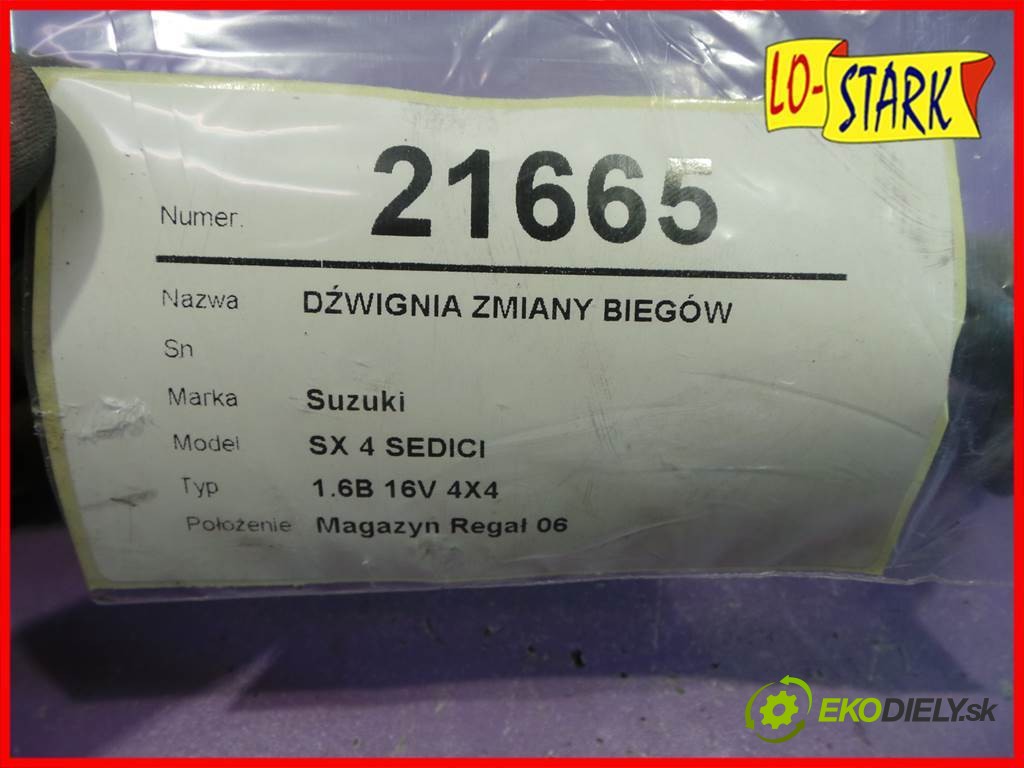 LO-STARK
Numer. 21665
Nazwa DŹWIGNIA ZMIANY BIEGÓW
Sn
Marka Suzuki
Model SX 4 SEDICI
Typ 1.6B 16V 4X4
Położenie Magazyn Regał 06
EKODIELY.sk